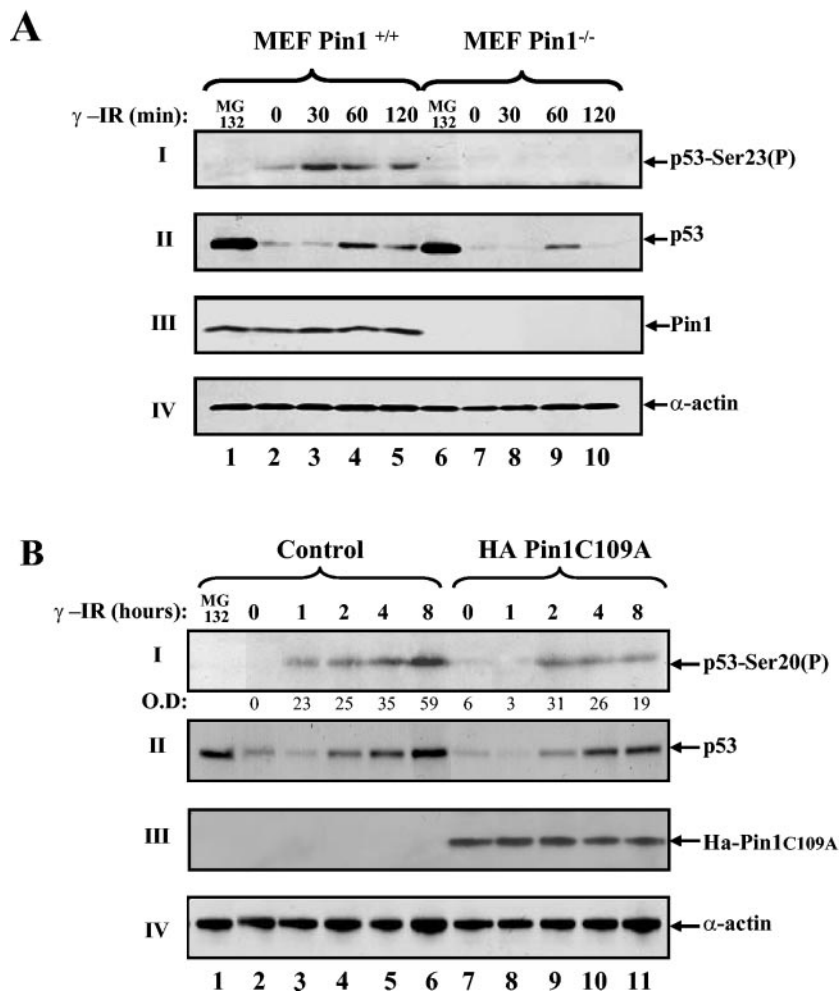 A
MEF Pin1 +/+ MEF Pin1-/-
γ –IR (min): MG 132 0 30 60 120 MG 132 0 30 60 120
I p53-Ser23(P)
II p53
III Pin1
IV α-actin
1 2 3 4 5 6 7 8 9 10
B
Control HA Pin1C109A
γ –IR (hours): MG 132 0 1 2 4 8 0 1 2 4 8
I p53-Ser20(P)
O.D: 0 23 25 35 59 6 3 31 26 19
II p53
III Ha-Pin1C109A
IV α-actin
1 2 3 4 5 6 7 8 9 10 11